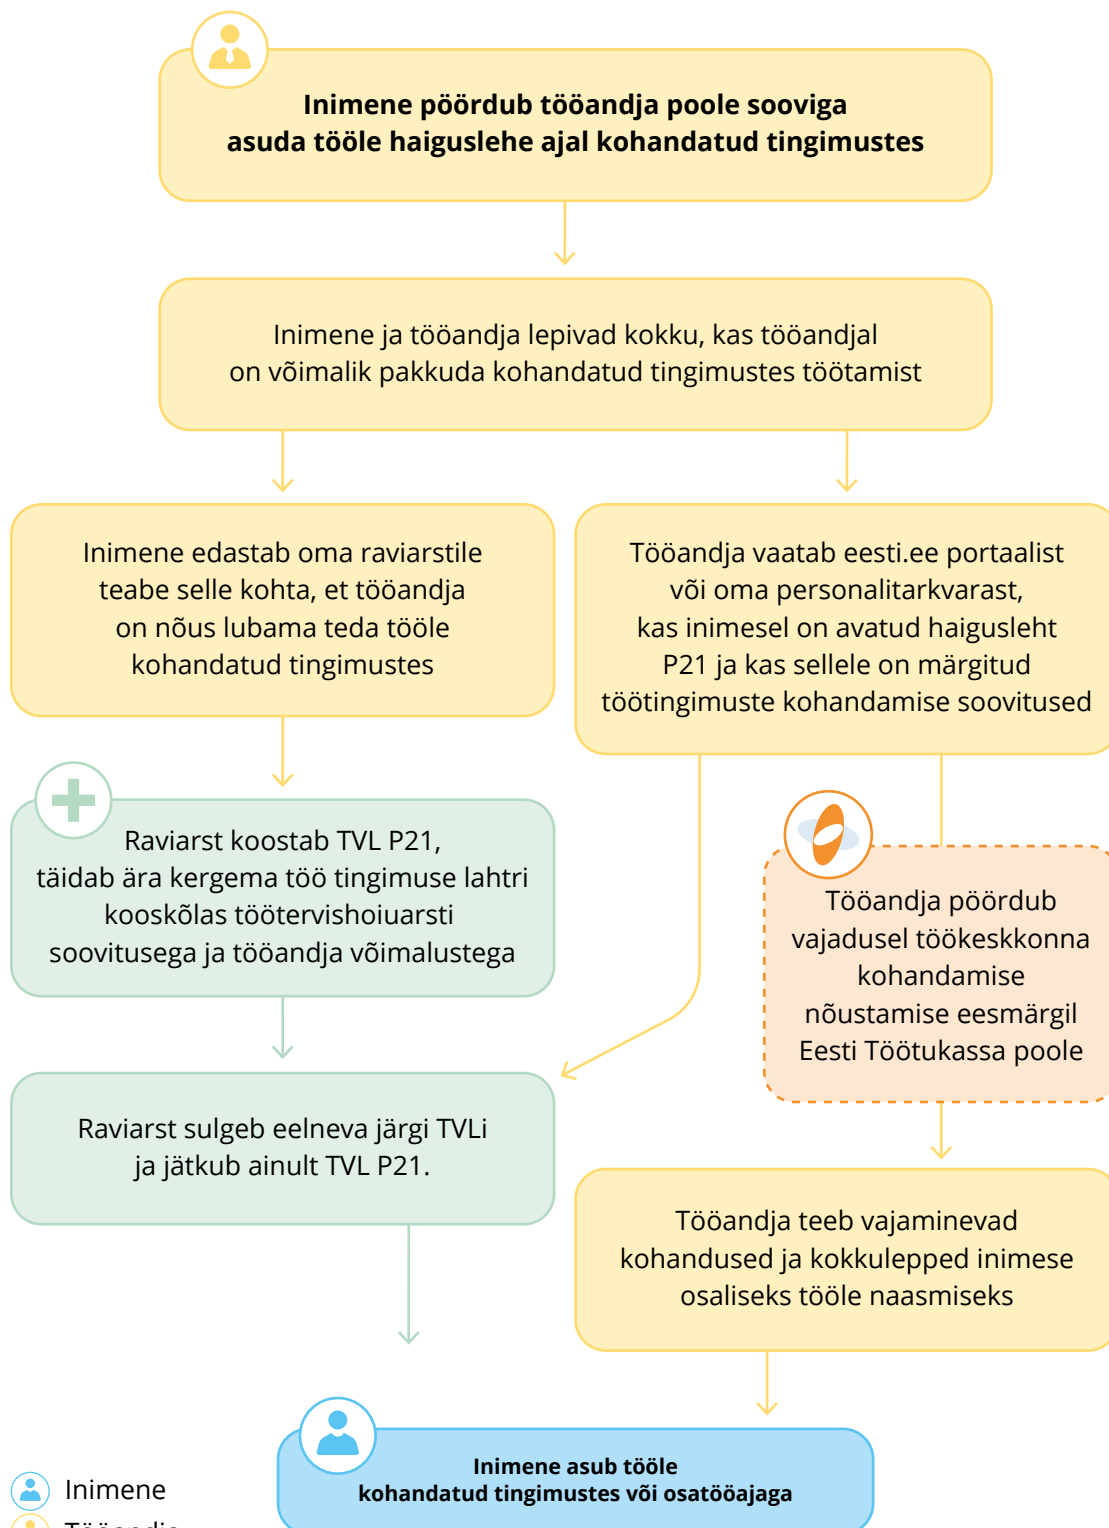 Inimene pöördub tööandja poole sooviga
asuda tööle haiguslehe ajal kohandatud tingimustes
Inimene ja tööandja lepivad kokku, kas tööandjal
on võimalik pakkuda kohandatud tingimustes töötamist
Inimene edastab oma raviarstile
teabe selle kohta, et tööandja
on nõus lubama teda tööle
kohandatud tingimustes
Tööandja vaatab eesti.ee portaalist
või oma personalitarkvarast,
kas inimesel on avatud haigusleht
P21 ja kas sellele on märgitud
töötingimuste kohandamise soovitused
Raviarst koostab TVL P21,
täidab ära kergema töö tingimuse lahtri
kooskõlas töötervishoiuarsti
soovitusega ja tööandja võimalustega
Tööandja pöördub
vajadusel töökeskkonna
kohandamise
nõustamise eesmärgil
Eesti Töötukassa poole
Raviarst sulgeb eelneva järgi TVLi
ja jätkub ainult TVL P21.
Tööandja teeb vajaminevad
kohandused ja kokkulepped inimese
osaliseks tööle naasmiseks
Inimene asub tööle
kohandatud tingimustes või osatööajaga
Inimene
Tööandja